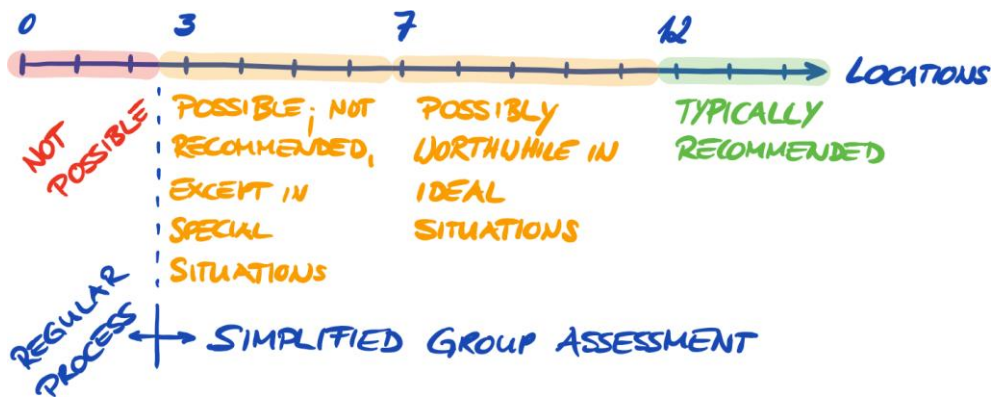 0 3 7 12
LOCATIONS
NOT
POSSIBLE
POSSIBLE; NOT
RECOMMENDED,
EXCEPT IN
SPECIAL
SITUATIONS
POSSIBLY
WORTHWHILE IN
IDEAL
SITUATIONS
TYPICALLY
RECOMMENDED
REGULAR
PROCESS
SIMPLIFIED GROUP ASSESSMENT